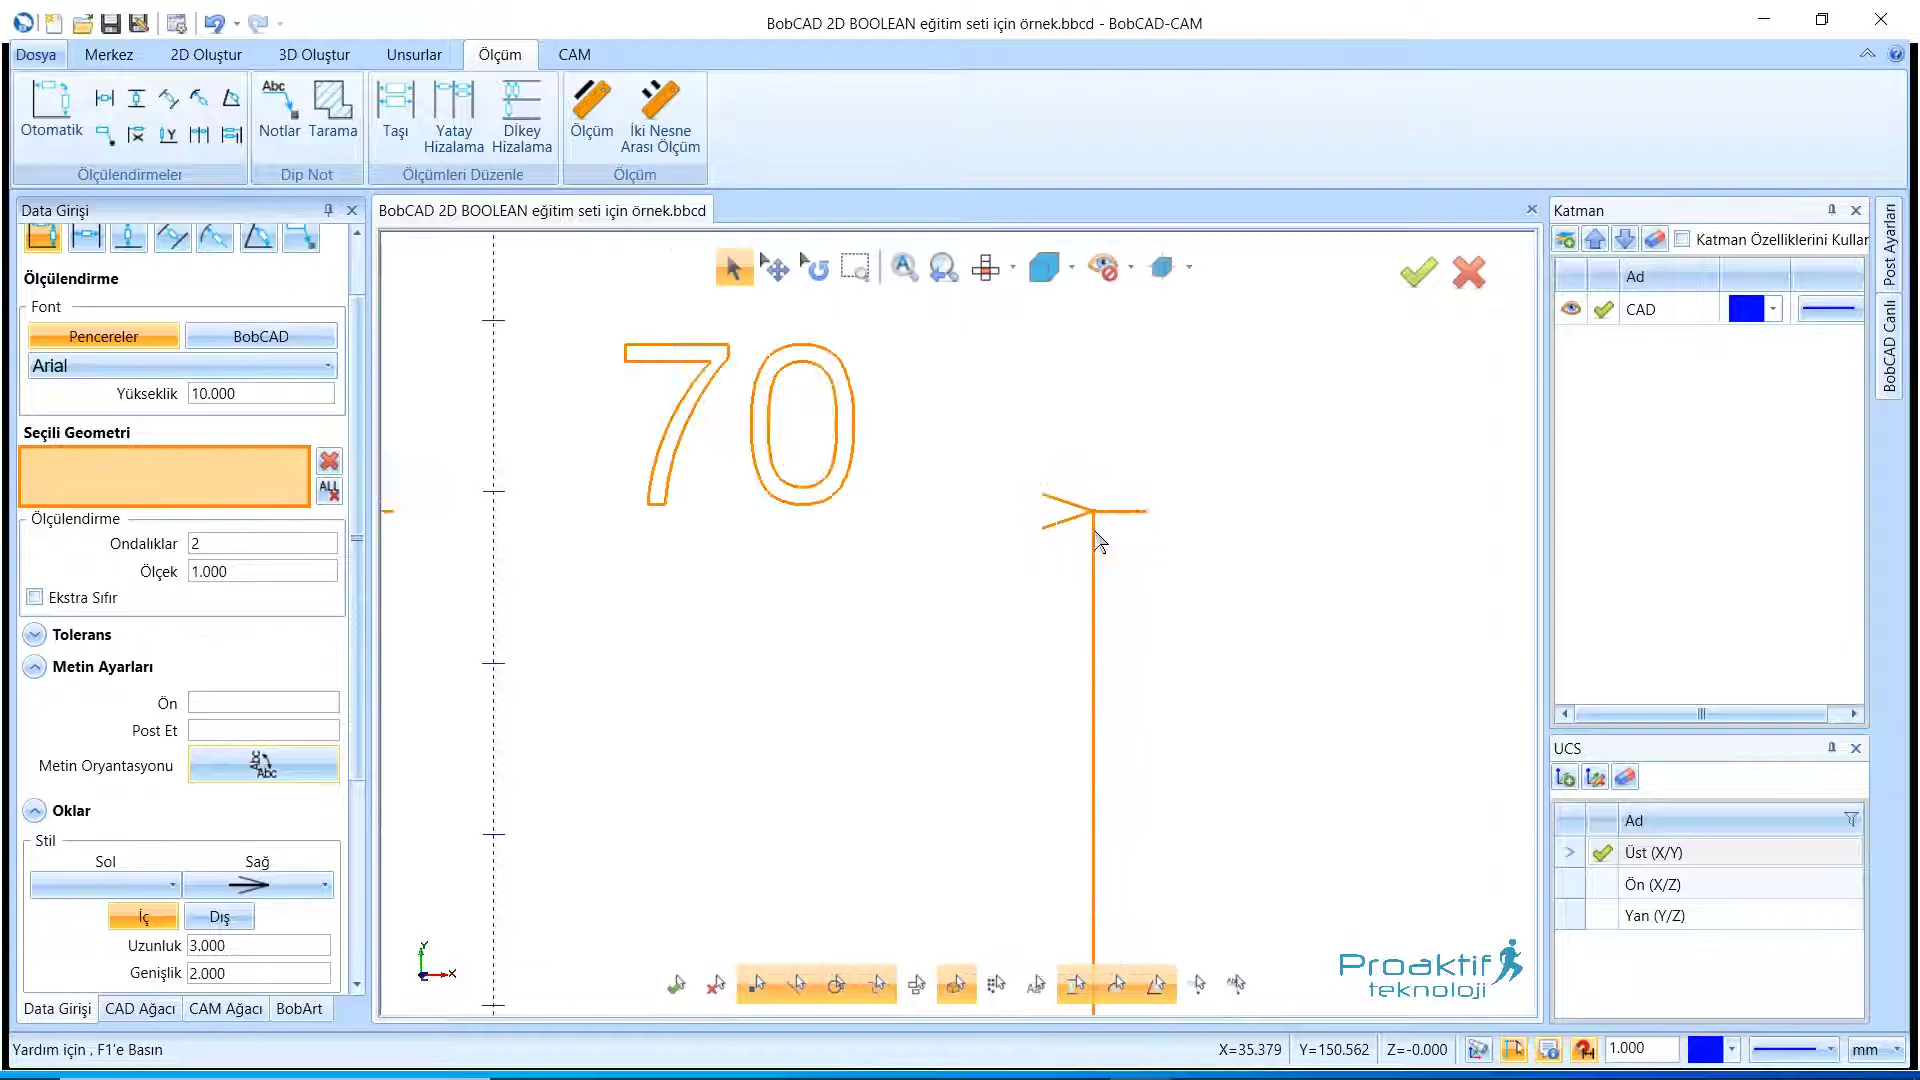 BobCAD 2D BOOLEAN eğitim seti için örnek.bbcd - BobCAD-CAM
Dosya Merkez 2D Oluştur 3D Oluştur Unsurlar Ölçüm CAM
Otomatik
Abc
Notlar Tarama
Taşı Yatay Hizalama Dİkey Hizalama
Ölçüm İki Nesne Arası Ölçüm
Ölçülendirmeler Dip Not Ölçümleri Düzenle Ölçüm
Data Girişi
BobCAD 2D BOOLEAN eğitim seti için örnek.bbcd
Katman
Katman Özelliklerini Kullar
Post Ayarları
BobCAD Canlı
Ad
CAD
Ölçülendirme
Font
Pencereler BobCAD
Arial
Yükseklik 10.000
Seçili Geometri
ALL
Ölçülendirme
Ondalıklar 2
Ölçek 1.000
Ekstra Sıfır
Tolerans
Metin Ayarları
Ön
Post Et
Metin Oryantasyonu
Abc
Abc
Oklar
Stil
Sol Sağ
İç Dış
Uzunluk 3.000
Genişlik 2.000
70
Y
X
UCS
Ad
Üst (X/Y)
Ön (X/Z)
Yan (Y/Z)
Proaktif
teknoloji
Data Girişi CAD Ağacı CAM Ağacı BobArt
Yardım için , F1'e Basın
X=35.379 Y=150.562 Z=-0.000 1.000 mm